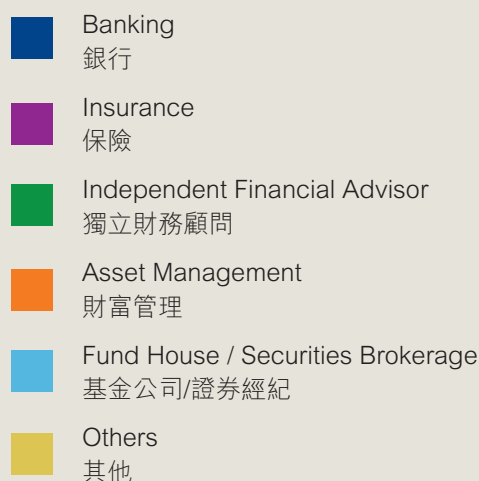 Banking
銀行
Insurance
保險
Independent Financial Advisor
獨立財務顧問
Asset Management
財富管理
Fund House / Securities Brokerage
基金公司/證券經紀
Others
其他